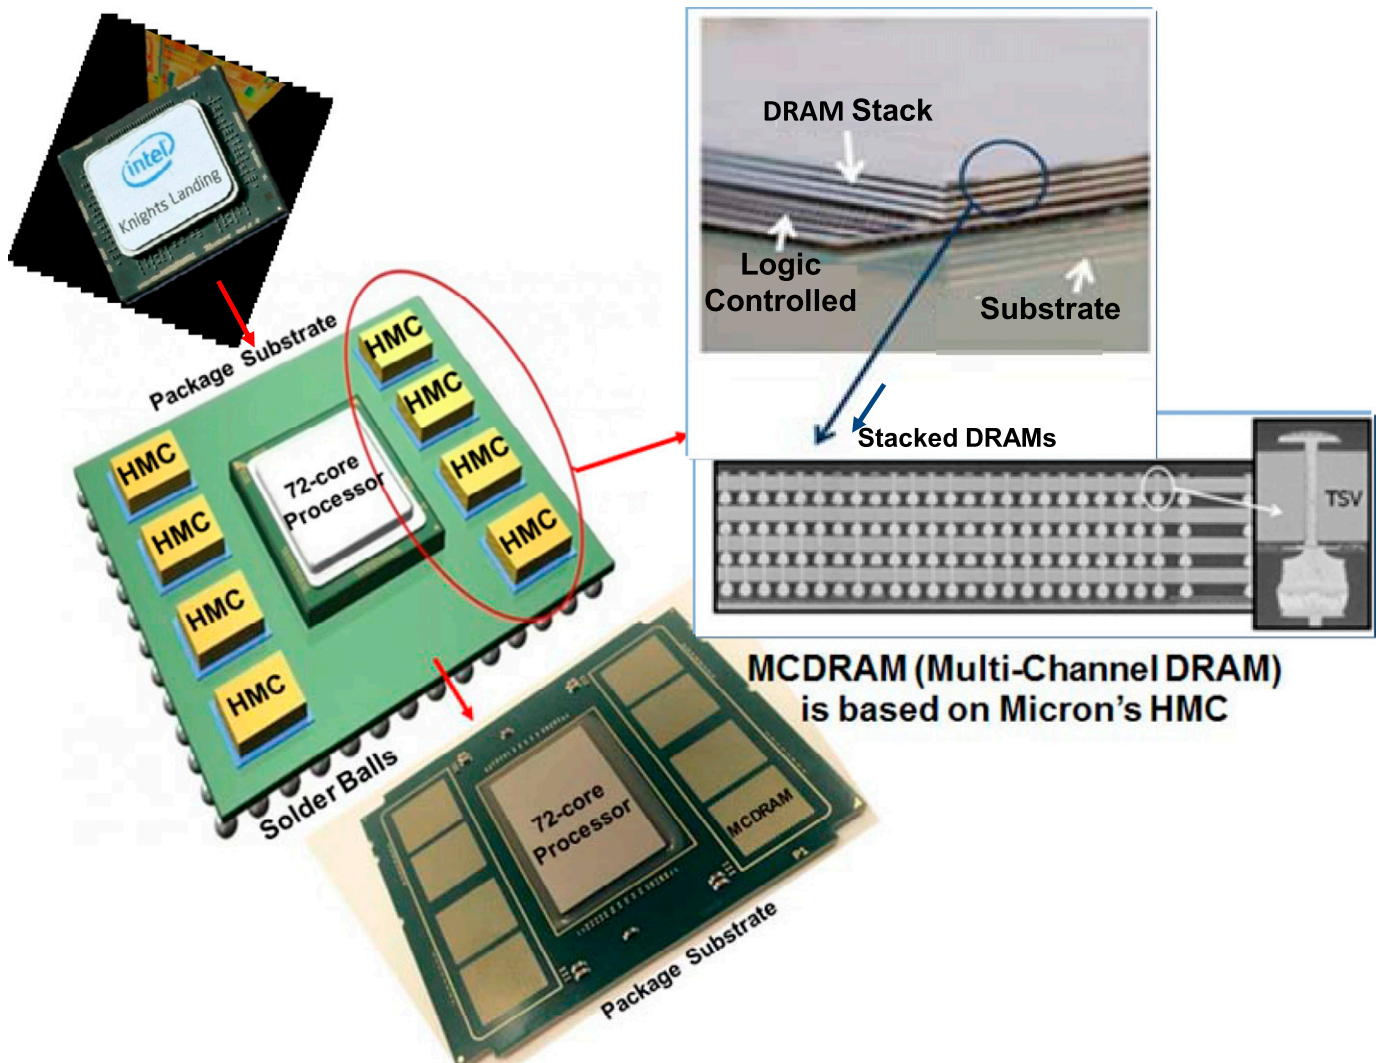 intel
Knights Landing
Package Substrate
HMC
HMC
HMC
HMC
HMC
HMC
HMC
HMC
72-core
Processor
Solder Balls
DRAM Stack
Logic
Controlled
Substrate
Stacked DRAMs
TSV
MCDRAM (Multi-Channel DRAM)
is based on Micron's HMC
72-core
Processor
MCDRAM
P1
Package Substrate